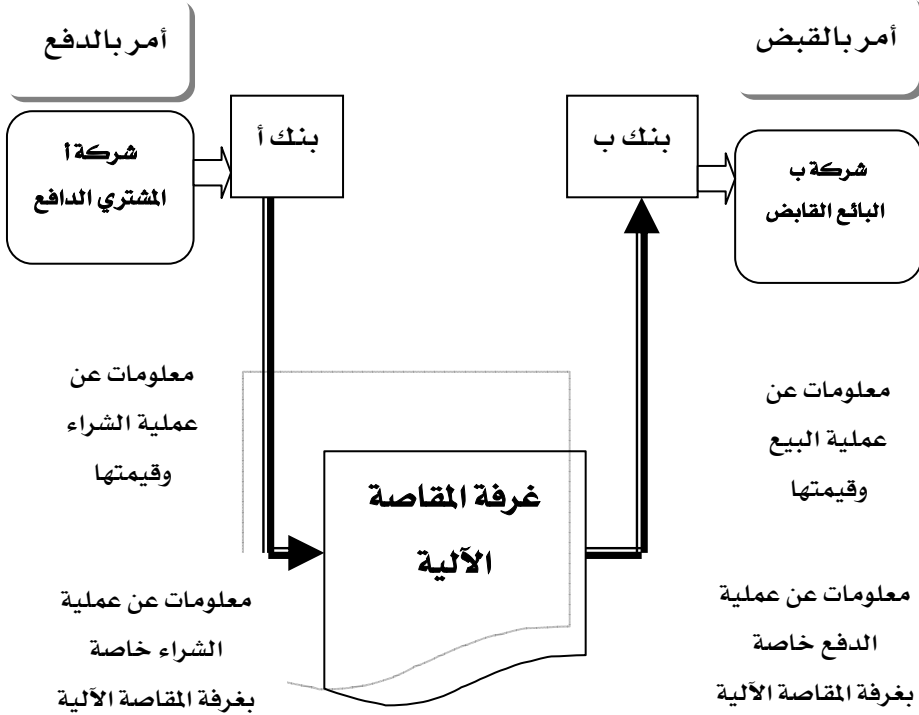 أمر بالقبض
أمر بالدفع
بنك ب
بنك أ
شركة ب
البائع القابض
شركة أ
المشتري الدافع
معلومات عن
عملية البيع
وقيمتها
معلومات عن
عملية الشراء
وقيمتها
غرفة المقاصة
الآلية
معلومات عن عملية
الدفع خاصة
بغرفة المقاصة الآلية
معلومات عن عملية
الشراء خاصة
بغرفة المقاصة الآلية